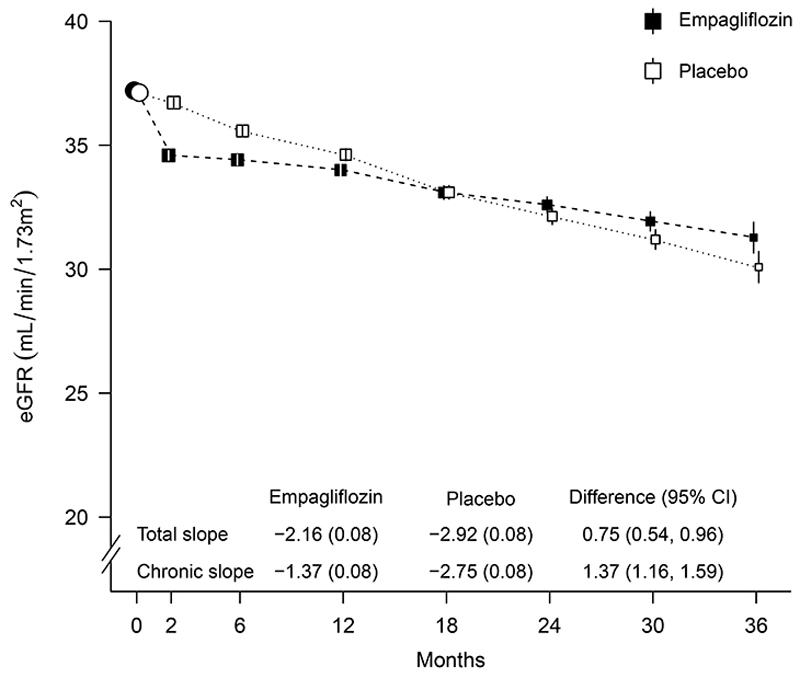 40
Empagliflozin
Placebo
35
30
25
20
eGFR (mL/min/1.73m²)
Empagliflozin Placebo Difference (95% CI)
Total slope −2.16 (0.08) −2.92 (0.08) 0.75 (0.54, 0.96)
Chronic slope −1.37 (0.08) −2.75 (0.08) 1.37 (1.16, 1.59)
0 2 6 12 18 24 30 36
Months